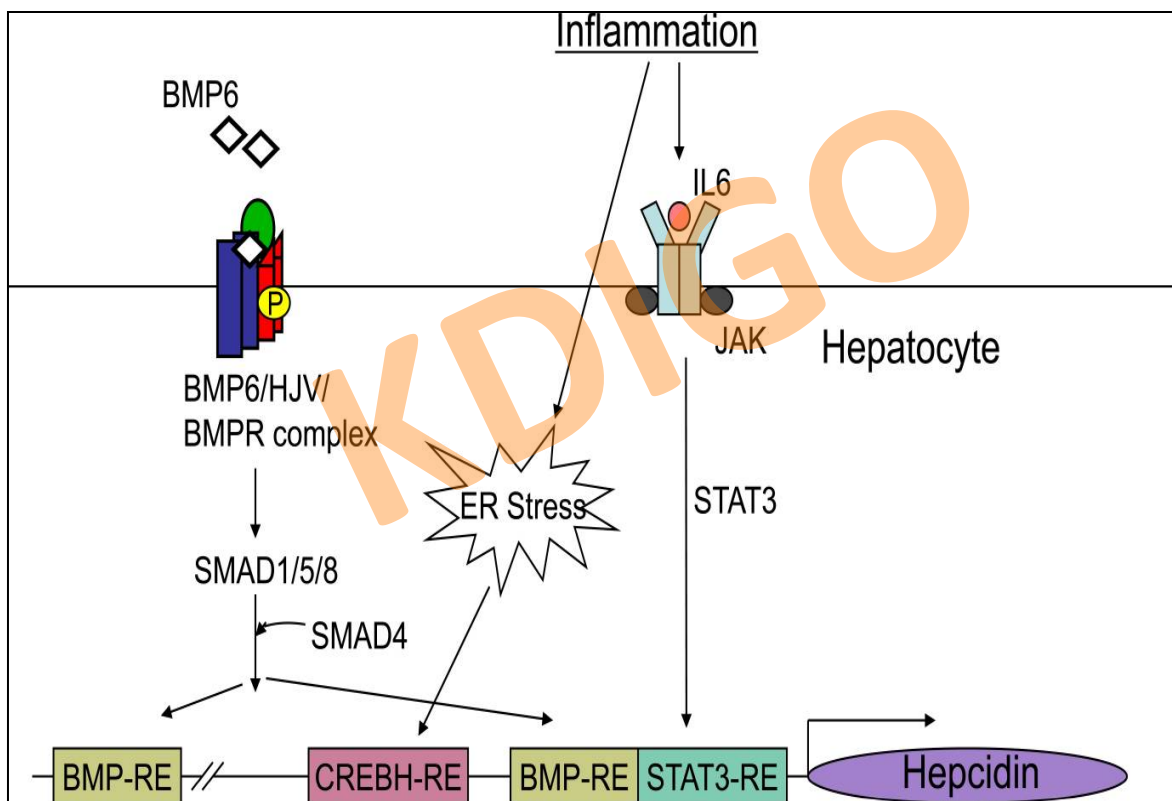 Inflammation
BMP6
IL6
P
JAK
Hepatocyte
BMP6/HJV/
BMPR complex
ER Stress
STAT3
SMAD1/5/8
SMAD4
BMP-RE
CREBH-RE
BMP-RE
STAT3-RE
Hepcidin
KDIGO